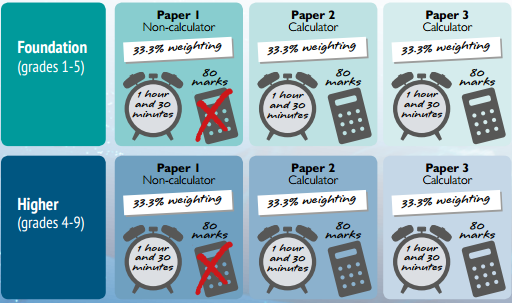 Foundation
(grades 1-5)
Paper 1
Non-calculator
33.3% weighting
80
marks
1 hour
and 30
minutes
Paper 2
Calculator
33.3% weighting
80
marks
1 hour
and 30
minutes
Paper 3
Calculator
33.3% weighting
80
marks
1 hour
and 30
minutes
Higher
(grades 4-9)
Paper 1
Non-calculator
33.3% weighting
80
marks
1 hour
and 30
minutes
Paper 2
Calculator
33.3% weighting
80
marks
1 hour
and 30
minutes
Paper 3
Calculator
33.3% weighting
80
marks
1 hour
and 30
minutes